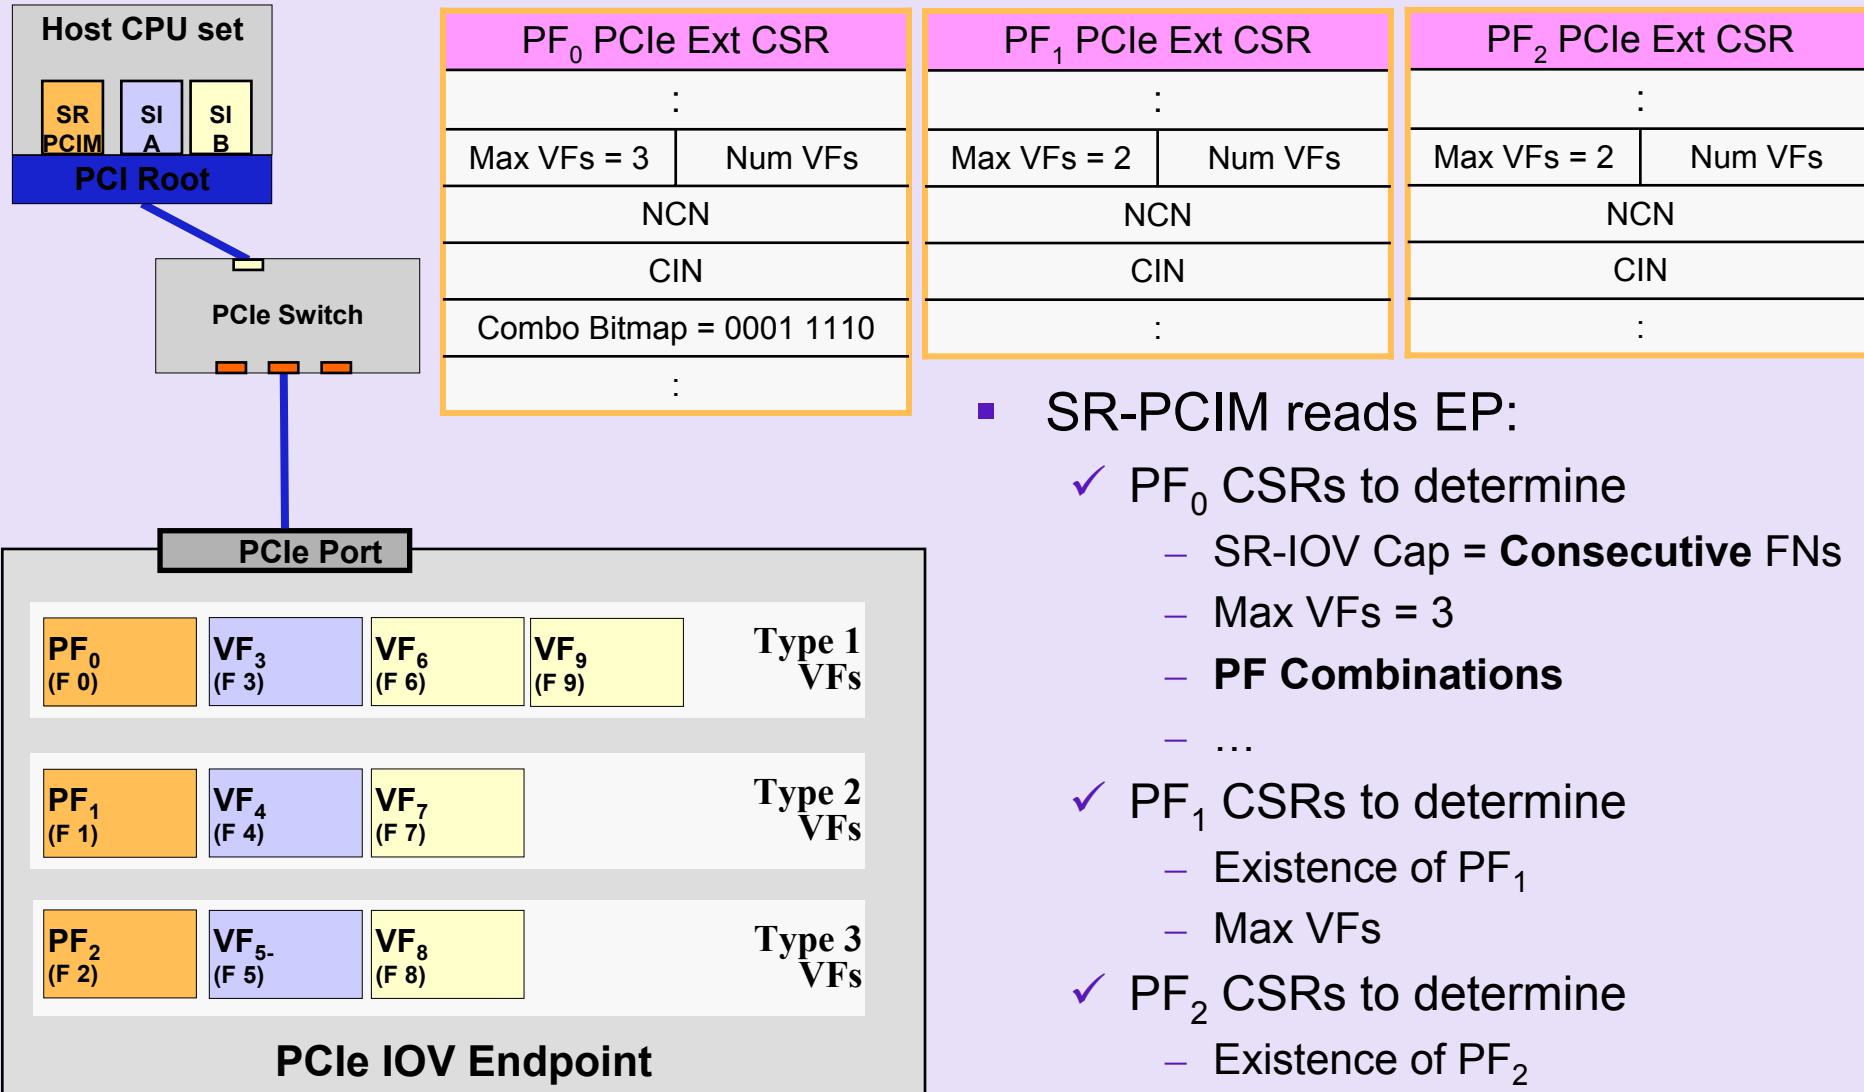 Host CPU set
SR
PCIM
SI
A
SI
B
PCI Root
PCIe Switch
PF₀ PCIe Ext CSR
:
Max VFs = 3
Num VFs
NCN
CIN
Combo Bitmap = 0001 1110
:
PF₁ PCIe Ext CSR
:
Max VFs = 2
Num VFs
NCN
CIN
:
PF₂ PCIe Ext CSR
:
Max VFs = 2
Num VFs
NCN
CIN
:
PCIe Port
PF₀
(F 0)
VF₃
(F 3)
VF₆
(F 6)
VF₉
(F 9)
Type 1
VFs
PF₁
(F 1)
VF₄
(F 4)
VF₇
(F 7)
Type 2
VFs
PF₂
(F 2)
VF₅₋
(F 5)
VF₈
(F 8)
Type 3
VFs
PCIe IOV Endpoint
▪ SR-PCIM reads EP:
✓ PF₀ CSRs to determine
– SR-IOV Cap = Consecutive FNs
– Max VFs = 3
– PF Combinations
– …
✓ PF₁ CSRs to determine
– Existence of PF₁
– Max VFs
✓ PF₂ CSRs to determine
– Existence of PF₂